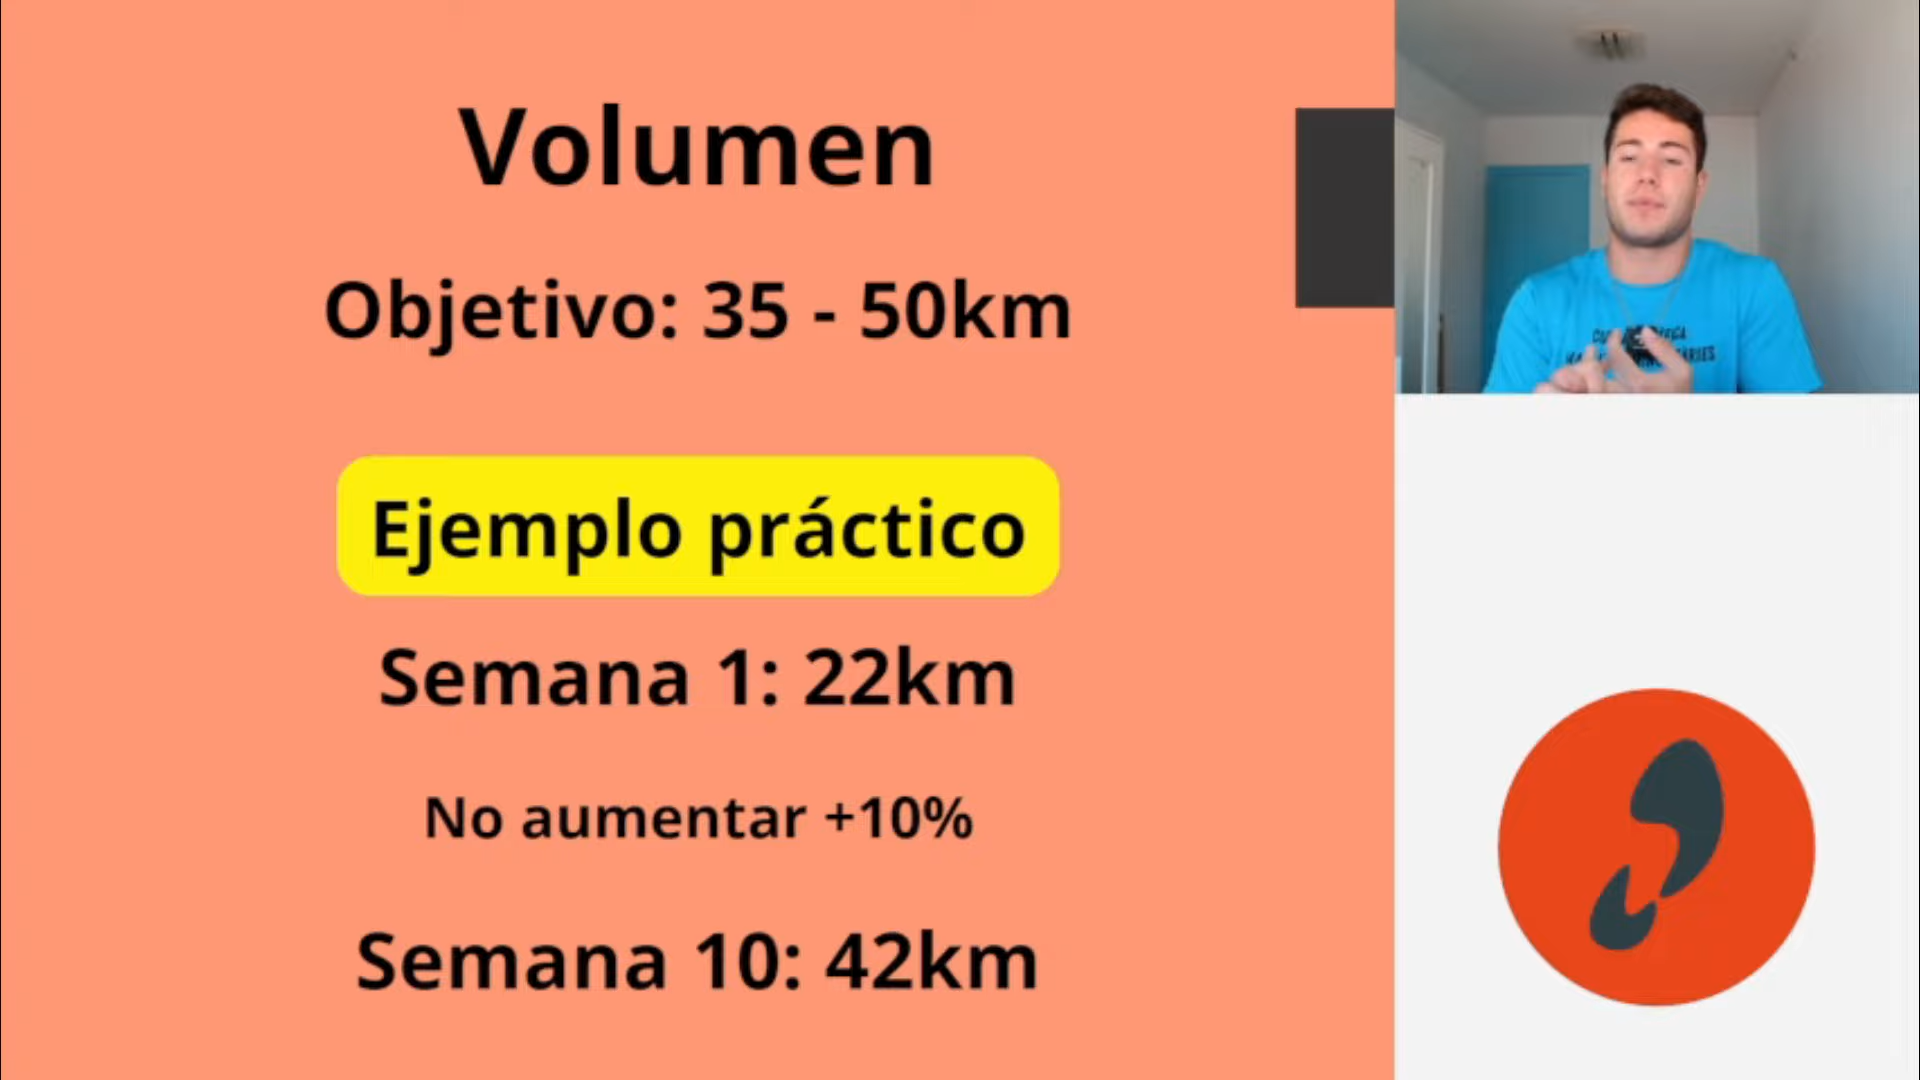 Volumen
Objetivo: 35 - 50km
Ejemplo práctico
Semana 1: 22km
No aumentar +10%
Semana 10: 42km